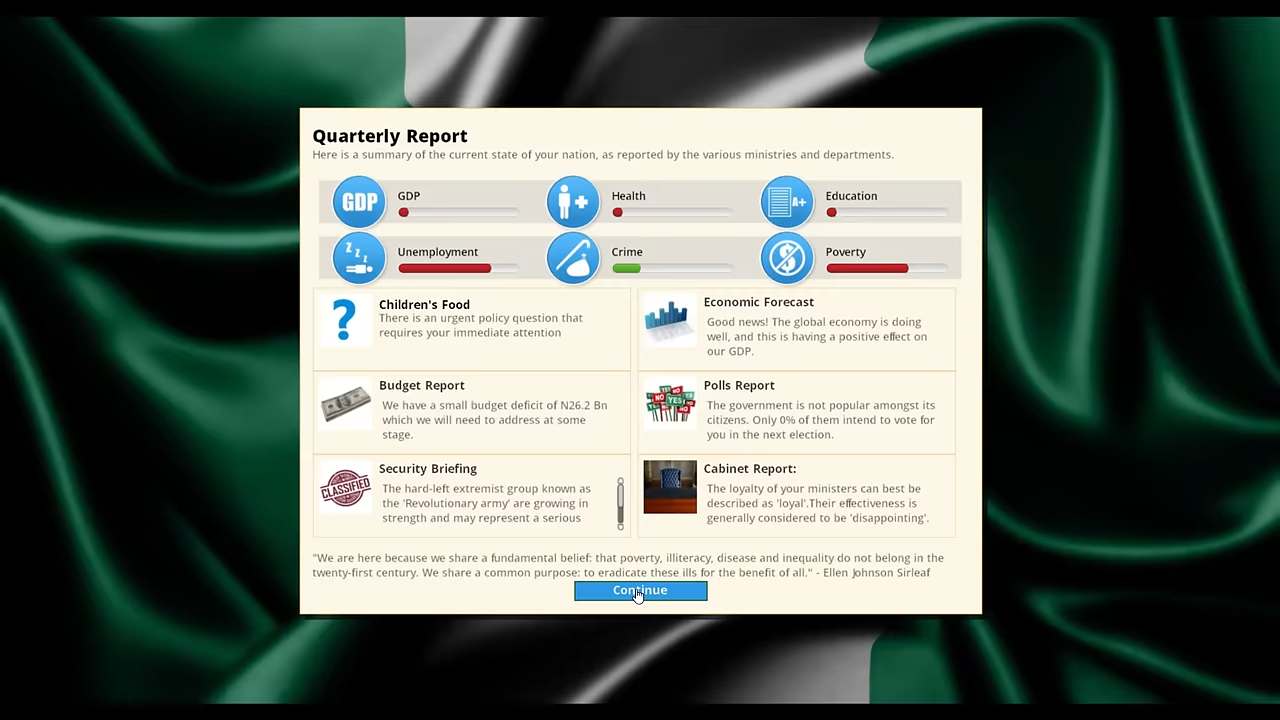 Quarterly Report
Here is a summary of the current state of your nation, as reported by the various ministries and departments.
GDP
GDP
Health
A+
Education
Z Z Z
Unemployment
Crime
$
Poverty
?
Children's Food
There is an urgent policy question that
requires your immediate attention
Economic Forecast
Good news! The global economy is doing
well, and this is having a positive effect on
our GDP.
Budget Report
We have a small budget deficit of N26.2 Bn
which we will need to address at some
stage.
YES NO YES NO NO
Polls Report
The government is not popular amongst its
citizens. Only 0% of them intend to vote for
you in the next election.
CLASSIFIED
Security Briefing
The hard-left extremist group known as
the 'Revolutionary army' are growing in
strength and may represent a serious
Cabinet Report:
The loyalty of your ministers can best be
described as 'loyal'.Their effectiveness is
generally considered to be 'disappointing'.
"We are here because we share a fundamental belief: that poverty, illiteracy, disease and inequality do not belong in the
twenty-first century. We share a common purpose: to eradicate these ills for the benefit of all." - Ellen Johnson Sirleaf
Continue